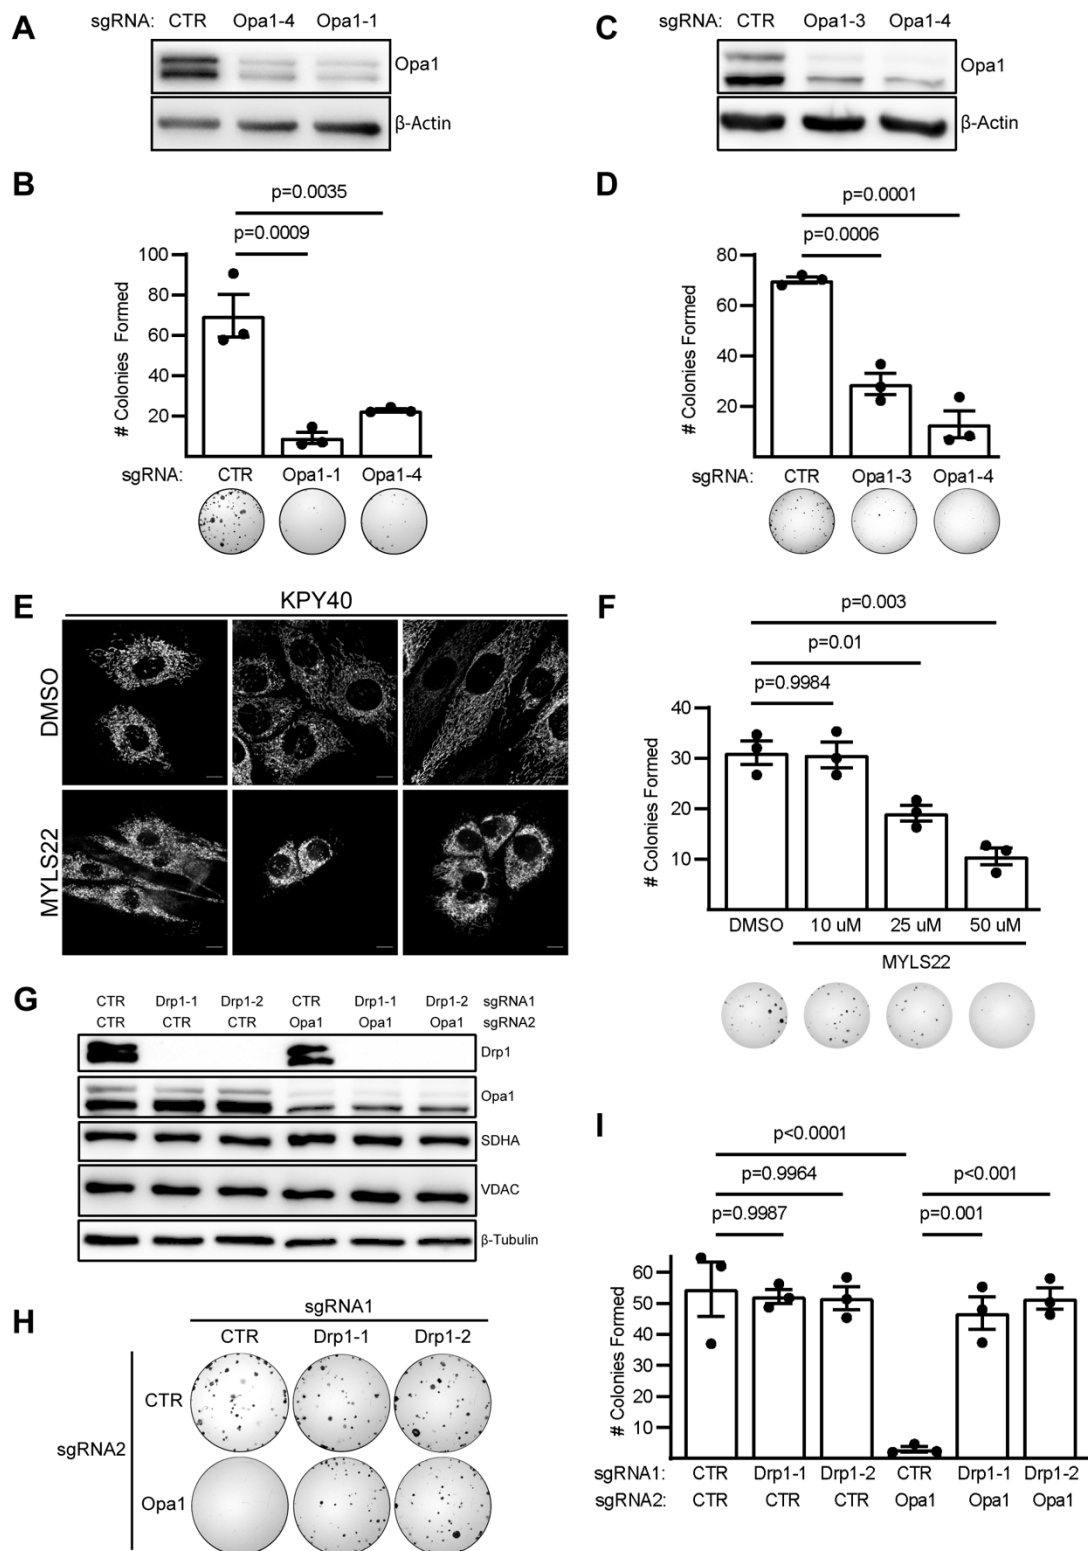 A
sgRNA: CTR Opa1-4 Opa1-1
Opa1
β-Actin
C
sgRNA: CTR Opa1-3 Opa1-4
Opa1
β-Actin
B
p=0.0035
p=0.0009
# Colonies Formed
100
80
60
40
20
sgRNA: CTR Opa1-1 Opa1-4
D
p=0.0001
p=0.0006
# Colonies Formed
80
60
40
20
sgRNA: CTR Opa1-3 Opa1-4
E
KPY40
DMSO
MYLS22
F
p=0.003
p=0.01
p=0.9984
# Colonies Formed
40
30
20
10
DMSO 10 uM 25 uM 50 uM
MYLS22
G
CTR Drp1-1 Drp1-2 CTR Drp1-1 Drp1-2 sgRNA1
CTR CTR CTR Opa1 Opa1 Opa1 sgRNA2
Drp1
Opa1
SDHA
VDAC
β-Tubulin
H
sgRNA1
CTR Drp1-1 Drp1-2
sgRNA2
CTR
Opa1
I
p<0.0001
p=0.9964 p<0.001
p=0.9987 p=0.001
# Colonies Formed
60
50
40
30
20
10
sgRNA1: CTR Drp1-1 Drp1-2 CTR Drp1-1 Drp1-2
sgRNA2: CTR CTR CTR Opa1 Opa1 Opa1